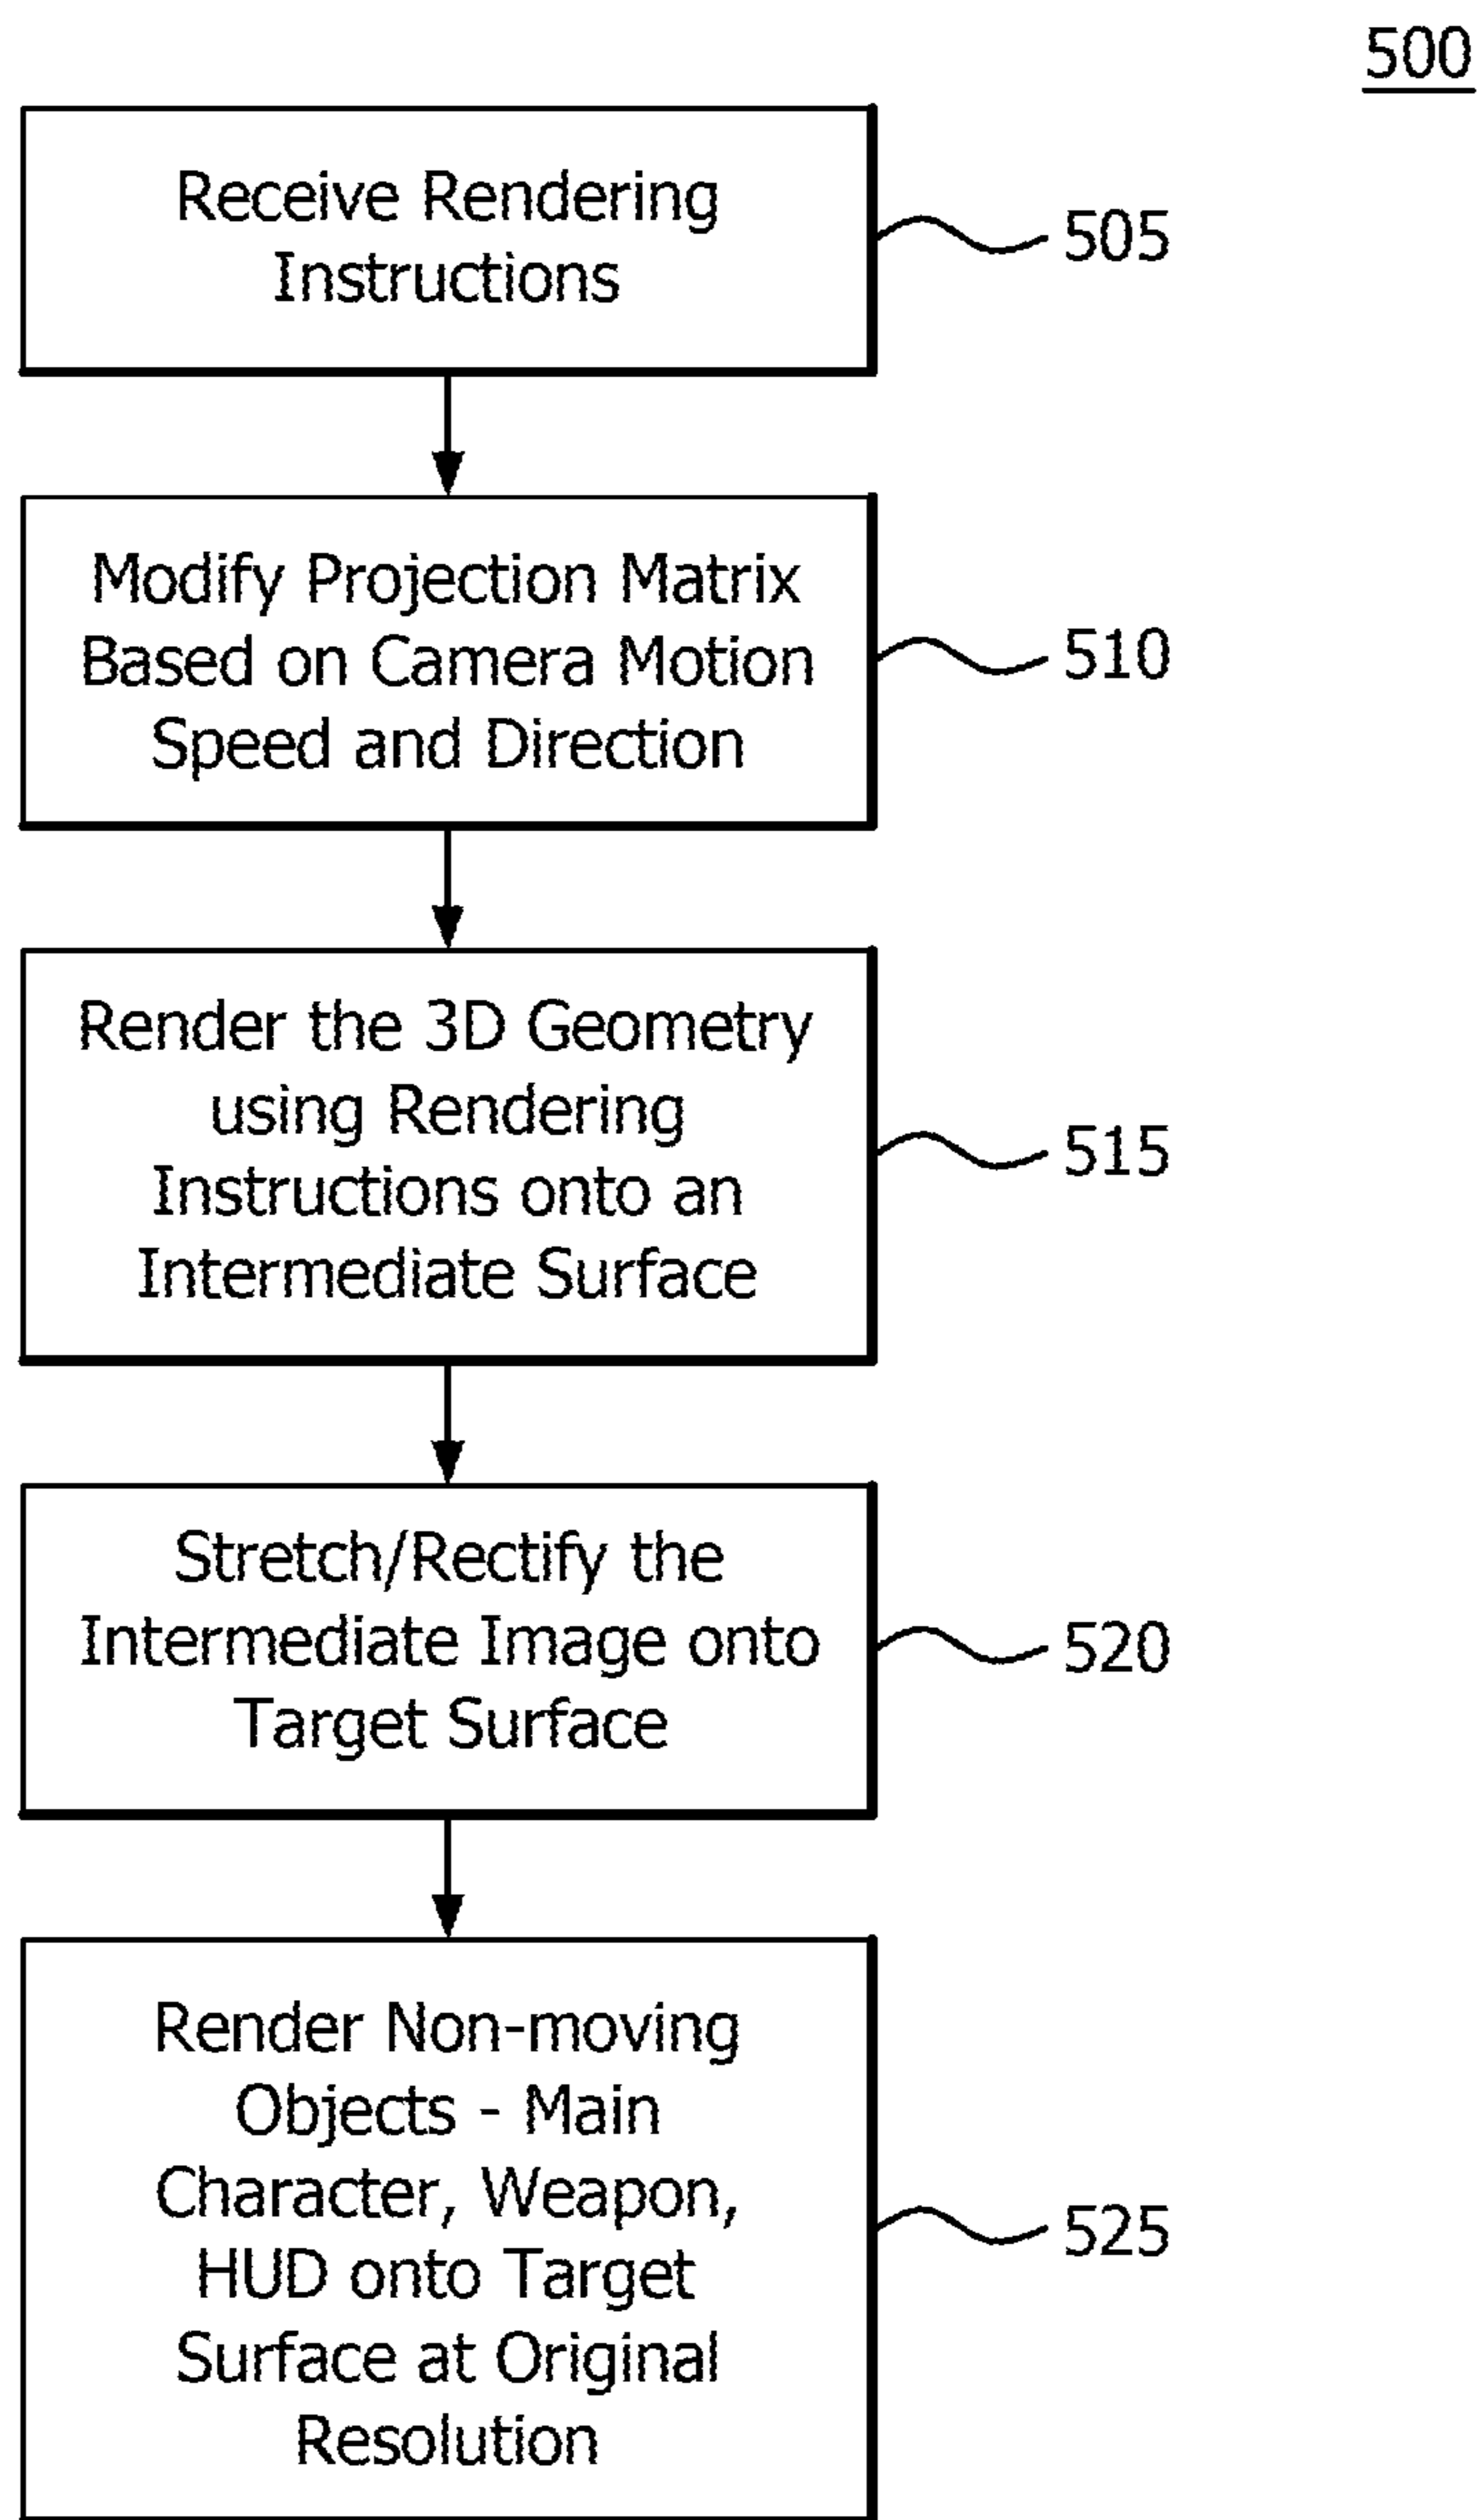 500
Receive Rendering
Instructions
505
Modify Projection Matrix
Based on Camera Motion
Speed and Direction
510
Render the 3D Geometry
using Rendering
Instructions onto an
Intermediate Surface
515
Stretch/Rectify the
Intermediate Image onto
Target Surface
520
Render Non-moving
Objects - Main
Character, Weapon,
HUD onto Target
Surface at Original
Resolution
525